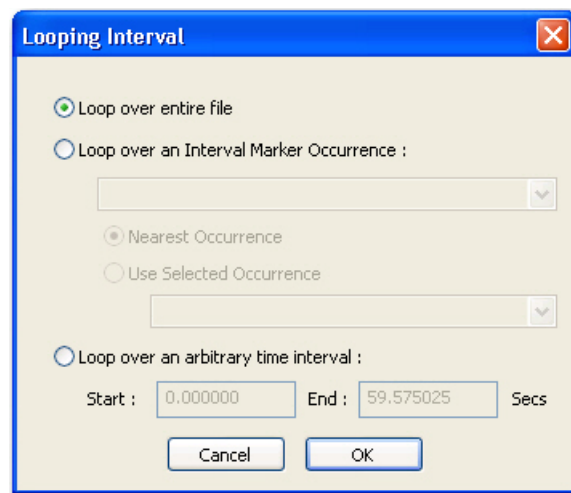 Looping Interval
Loop over entire file
Loop over an Interval Marker Occurrence :
Nearest Occurrence
Use Selected Occurrence
Loop over an arbitrary time interval :
Start : 0.000000 End : 59.575025 Secs
Cancel OK